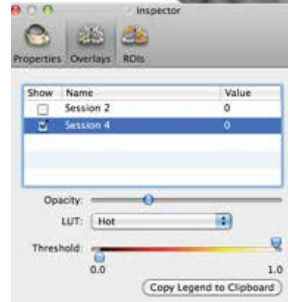 Inspector
Properties Overlays ROIs
Show Name Value
Session 2 0
Session 4 0
Opacity:
LUT: Hot
Threshold:
0.0 1.0
Copy Legend to Clipboard